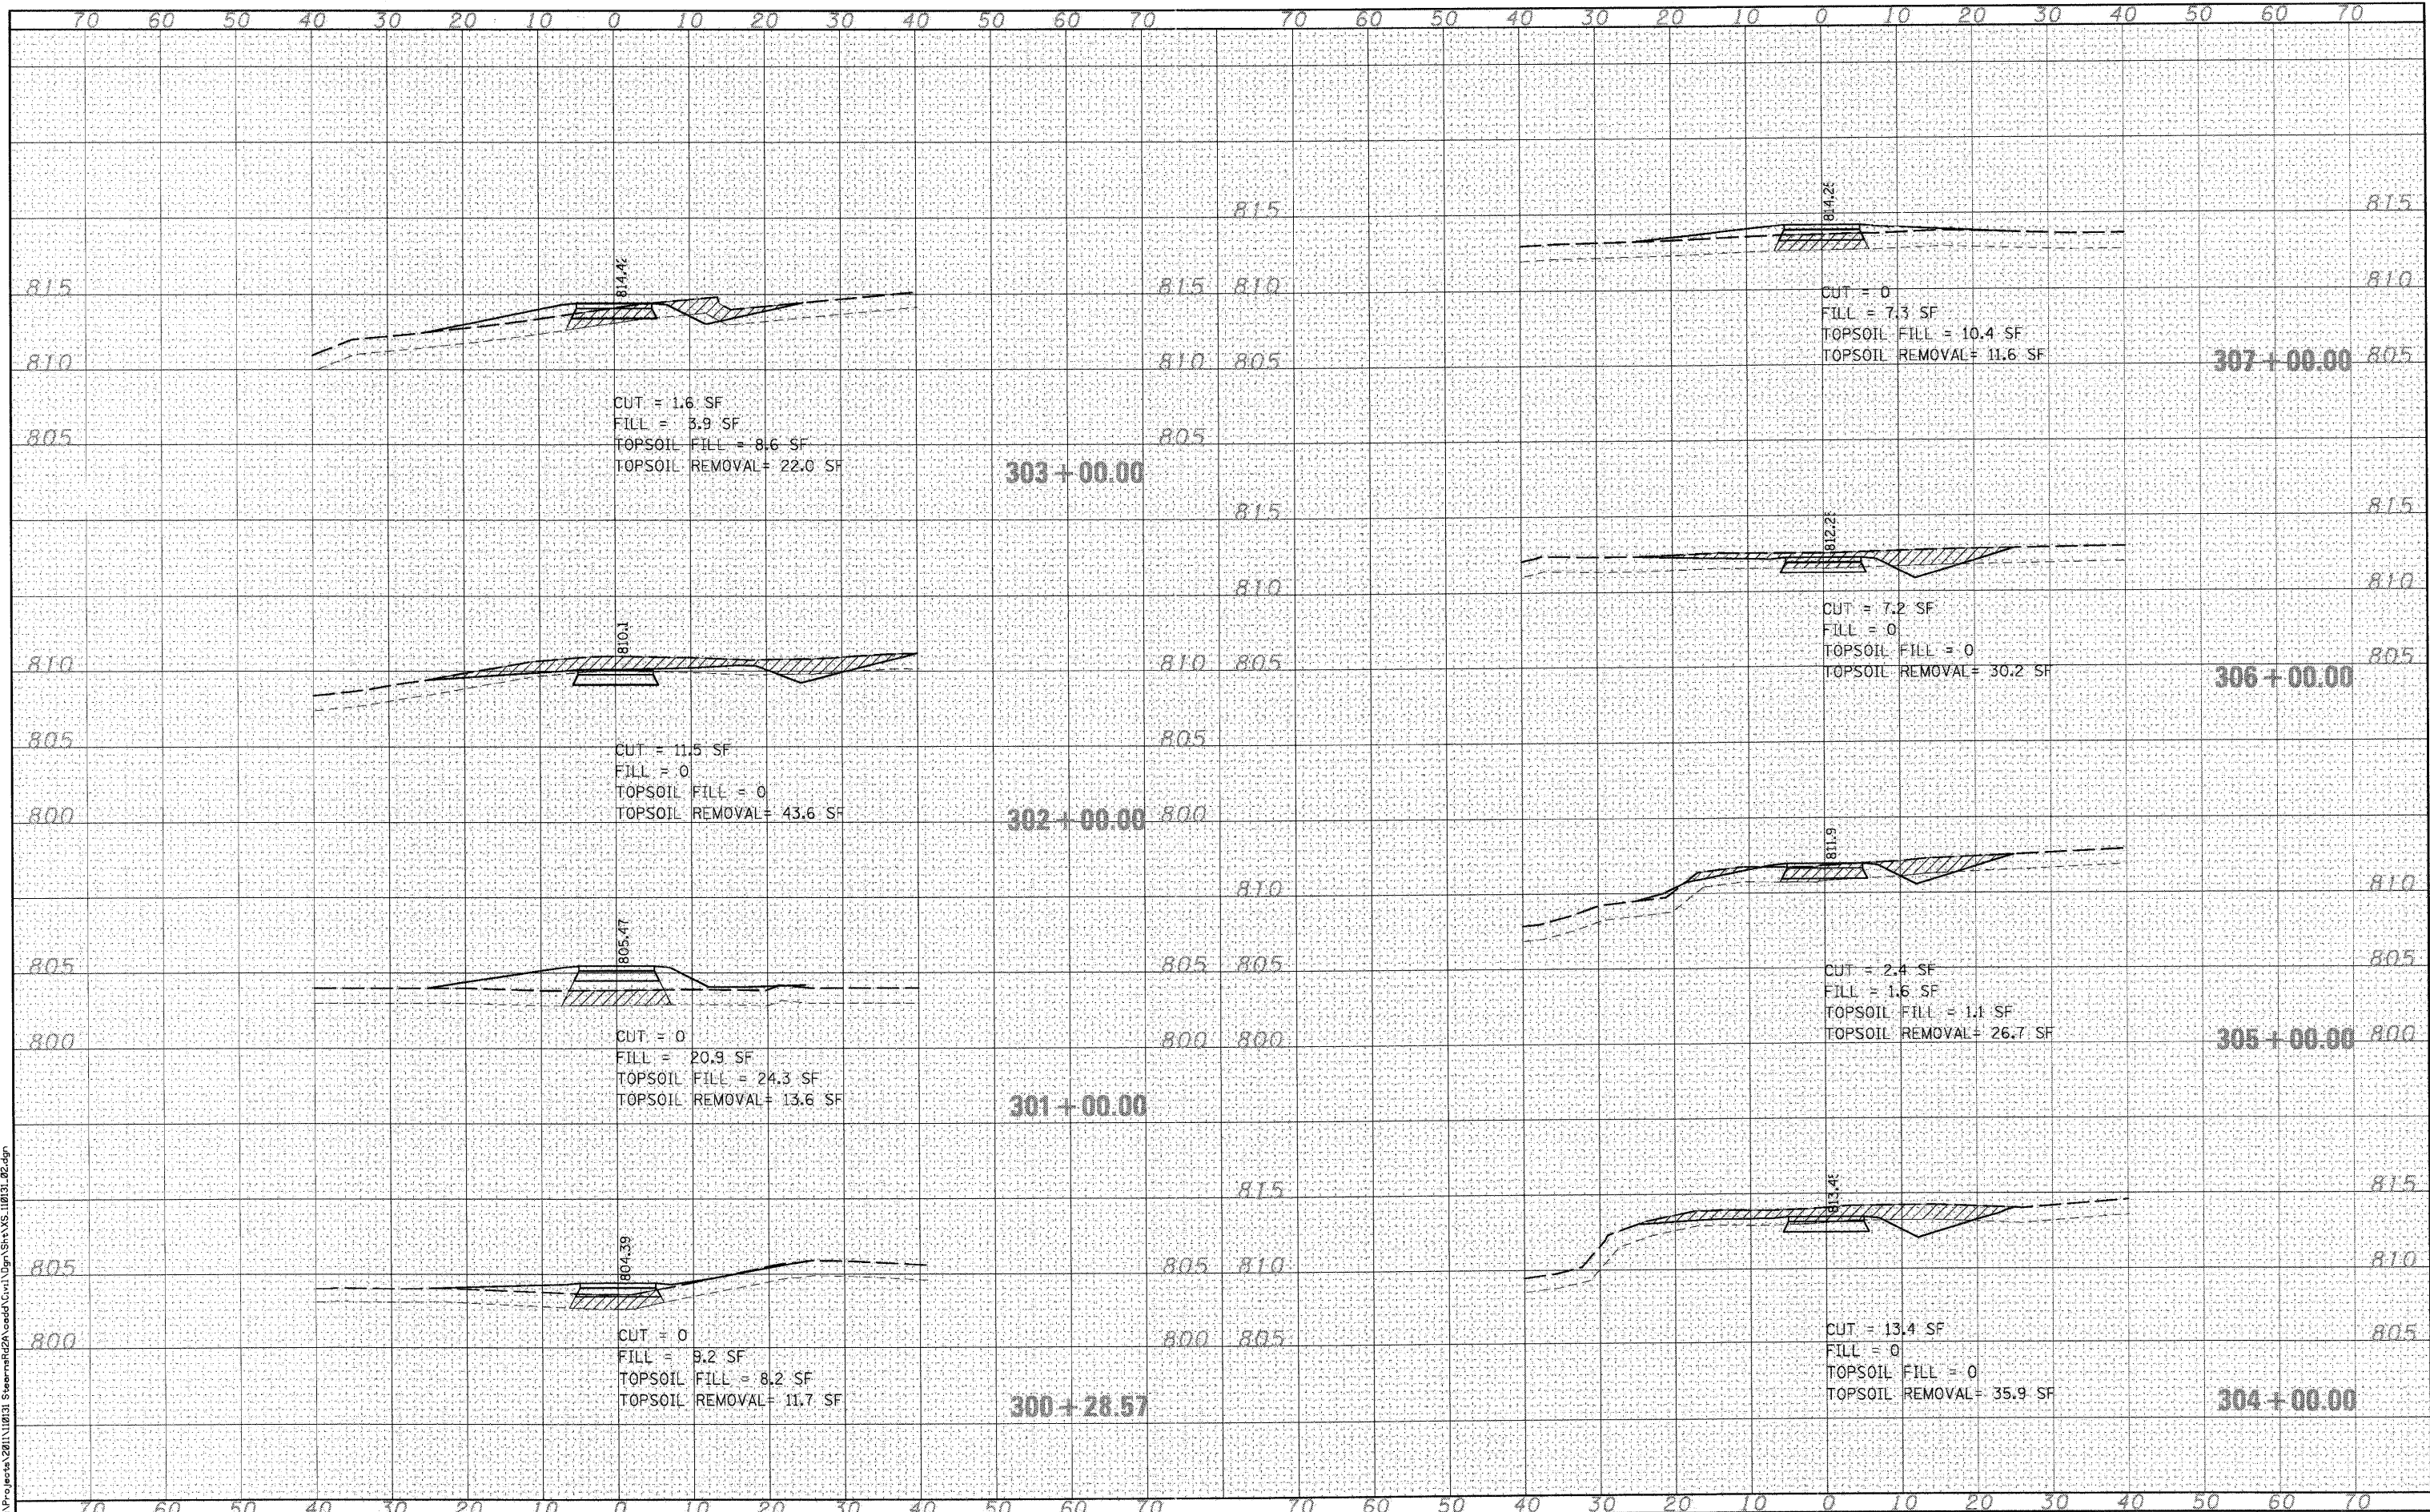 70 60 50 40 30 20 10 0 10 20 30 40 50 60 70 70 60 50 40 30 20 10 0 10 20 30 40 50 60 70
814.42
815 815
810 810
CUT = 1.6 SF
FILL = 3.9 SF
TOPSOIL FILL = 8.6 SF
TOPSOIL REMOVAL= 22.0 SF
805 805
303+00.00
810.1
810 810
805 805
CUT = 11.5 SF
FILL = 0
TOPSOIL FILL = 0
TOPSOIL REMOVAL= 43.6 SF
800 302+00.00 800
805.47
805 805
800 800
CUT = 0
FILL = 20.9 SF
TOPSOIL FILL = 24.3 SF
TOPSOIL REMOVAL= 13.6 SF
301+00.00
804.39
805 805
800 800
CUT = 0
FILL = 9.2 SF
TOPSOIL FILL = 8.2 SF
TOPSOIL REMOVAL= 11.7 SF
300+28.57
814.25
815 815
810 810
CUT = 0
FILL = 7.3 SF
TOPSOIL FILL = 10.4 SF
TOPSOIL REMOVAL= 11.6 SF
805 307+00.00 805
815 815
812.2
810 810
CUT = 7.2 SF
FILL = 0
TOPSOIL FILL = 0
TOPSOIL REMOVAL= 30.2 SF
805 306+00.00 805
811.9
810 810
805 805
CUT = 2.4 SF
FILL = 1.6 SF
TOPSOIL FILL = 1.1 SF
TOPSOIL REMOVAL= 26.7 SF
800 305+00.00 800
815 815
813.4
810 810
805 805
CUT = 13.4 SF
FILL = 0
TOPSOIL FILL = 0
TOPSOIL REMOVAL= 35.9 SF
304+00.00
70 60 50 40 30 20 10 0 10 20 30 40 50 60 70 70 60 50 40 30 20 10 0 10 20 30 40 50 60 70
\Projects\2011\110131 StearnsRd2A\cadd\Civil\Dgn\Sht\XS_110131.02.dgn